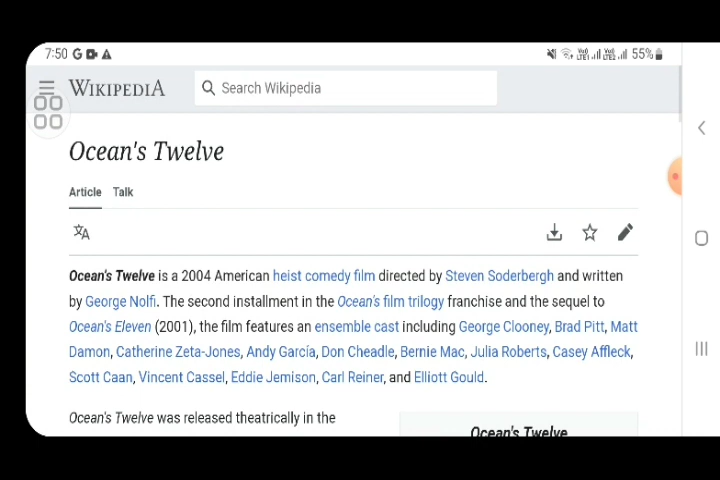 7:50 G 55%
WIKIPEDIA Search Wikipedia
Ocean's Twelve
Article Talk
Ocean's Twelve is a 2004 American heist comedy film directed by Steven Soderbergh and written
by George Nolfi. The second installment in the Ocean's film trilogy franchise and the sequel to
Ocean's Eleven (2001), the film features an ensemble cast including George Clooney, Brad Pitt, Matt
Damon, Catherine Zeta-Jones, Andy García, Don Cheadle, Bernie Mac, Julia Roberts, Casey Affleck,
Scott Caan, Vincent Cassel, Eddie Jemison, Carl Reiner, and Elliott Gould.
Ocean's Twelve was released theatrically in the
Ocean's Twelve